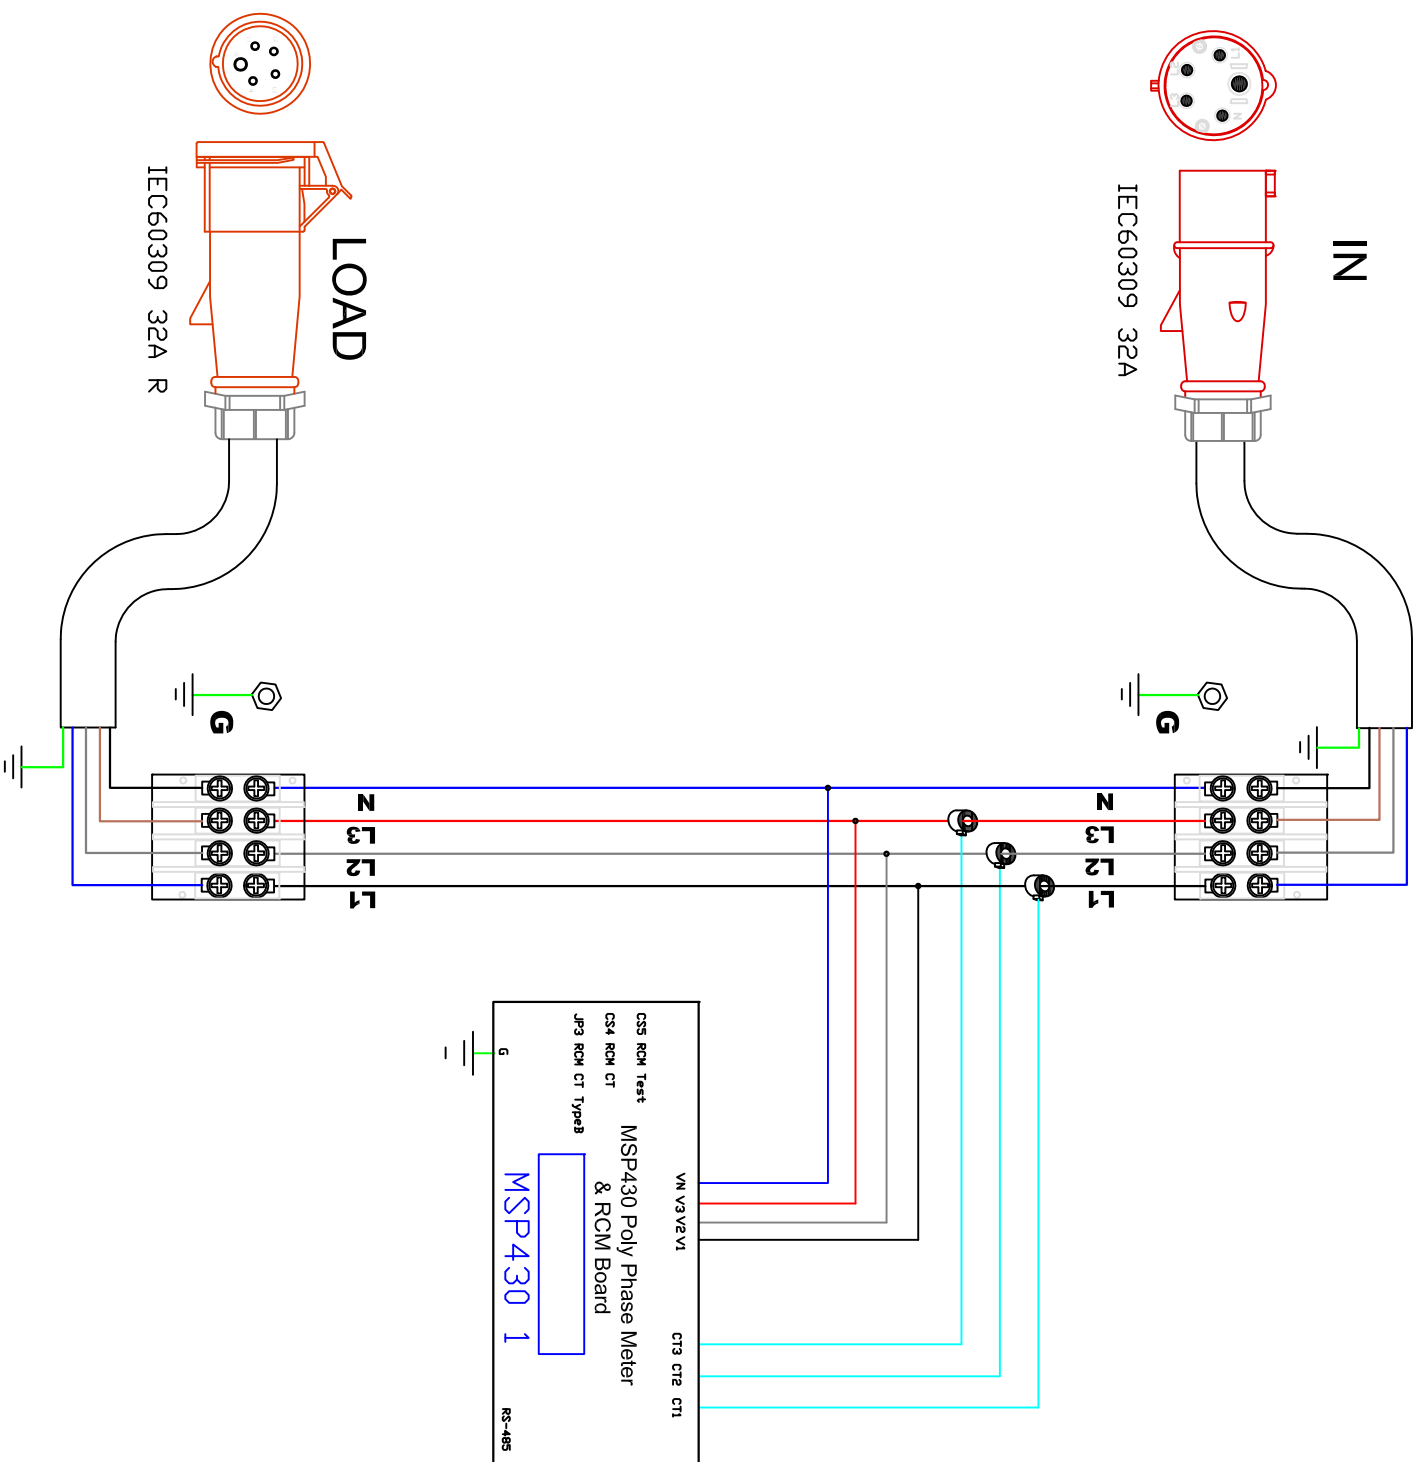 IN
IEC60309 32A
LOAD
IEC60309 32A R
G
G
N
L3
L2
L1
N
L3
L2
L1
VN V3 V2 V1
CT3 CT2 CT1
CS5 RCM Test
CS4 RCM CT
JP3 RCM CT TypeB
MSP430 Poly Phase Meter
& RCM Board
MSP430 1
G
RS-485